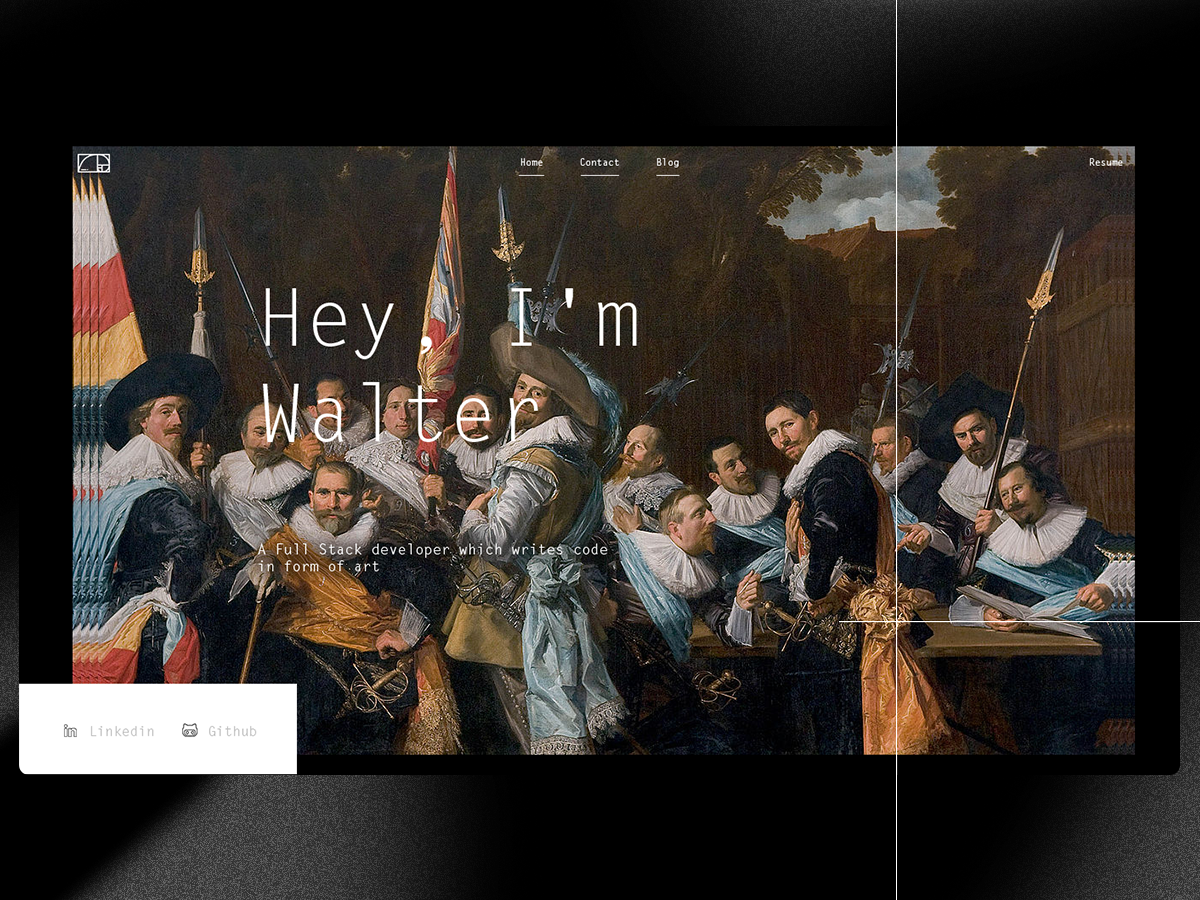 Home Contact Blog Resume
Hey, I'm
Walter
A Full Stack developer which writes code
in form of art
Linkedin Github